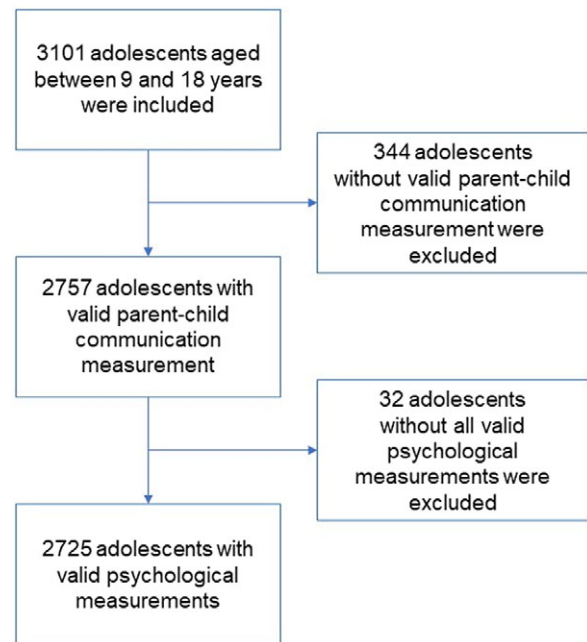 3101 adolescents aged
between 9 and 18 years
were included
344 adolescents
without valid parent-child
communication
measurement were
excluded
2757 adolescents with
valid parent-child
communication
measurement
32 adolescents
without all valid
psychological
measurements were
excluded
2725 adolescents with
valid psychological
measurements